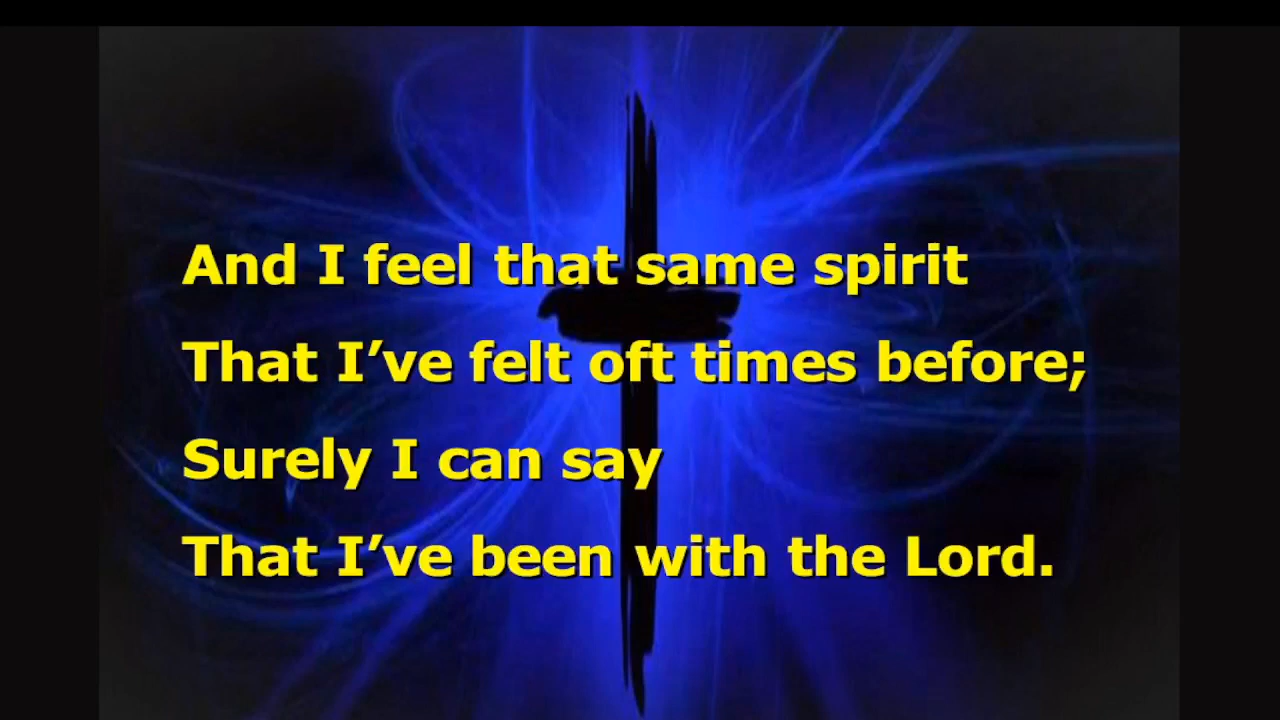 And I feel that same spirit
That I’ve felt oft times before;
Surely I can say
That I’ve been with the Lord.